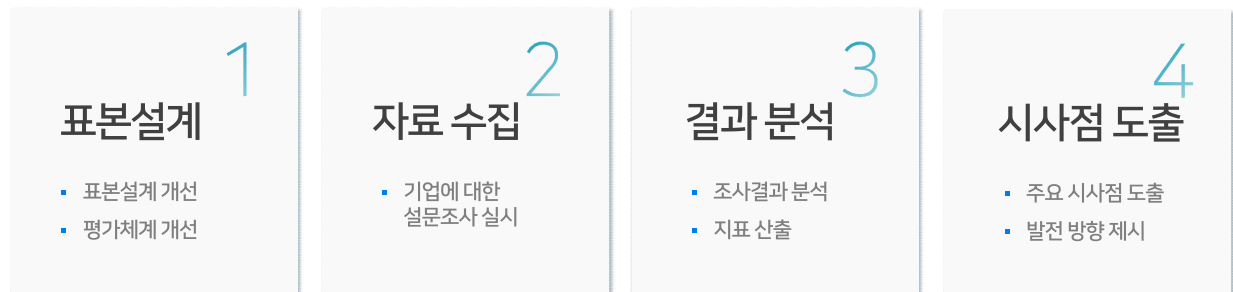 1
표본설계
표본설계 개선
평가체계 개선
2
자료 수집
기업에 대한
설문조사 실시
3
결과 분석
조사결과 분석
지표 산출
4
시사점 도출
주요 시사점 도출
발전 방향 제시